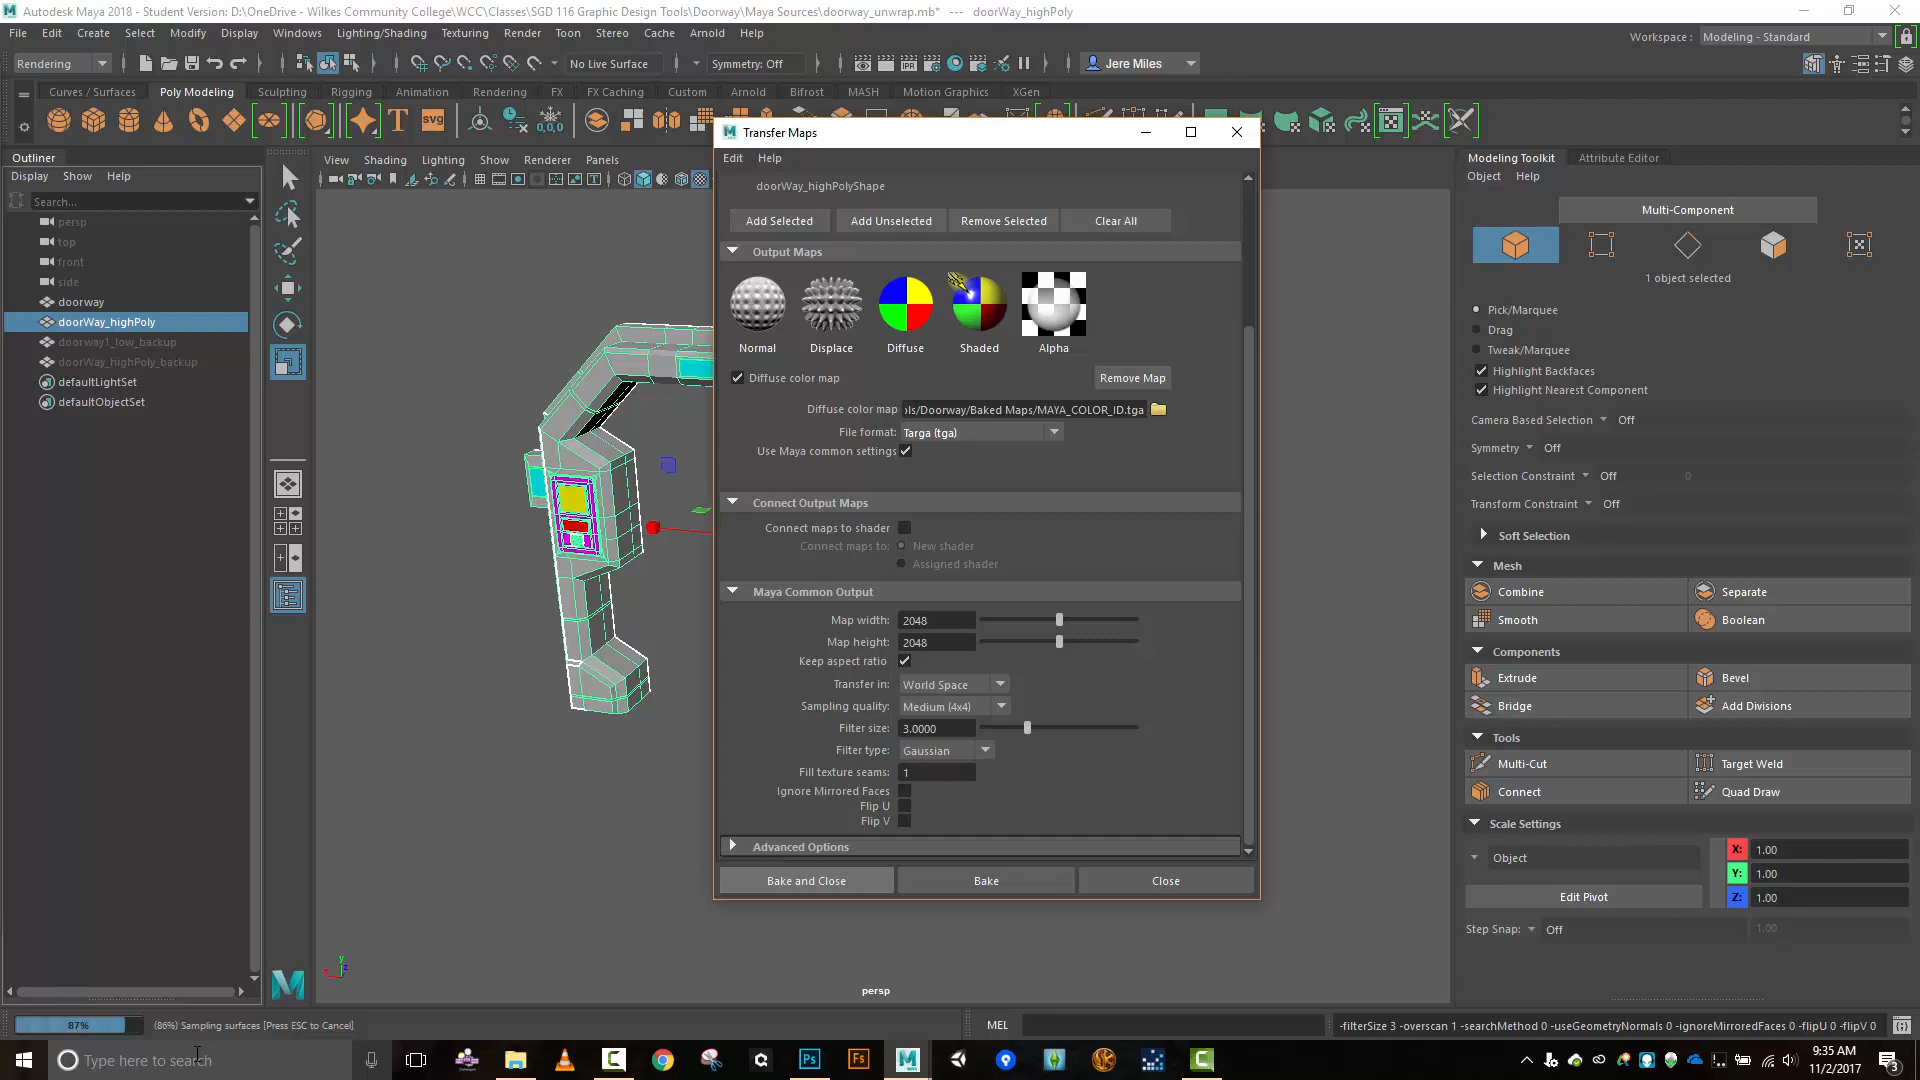 Autodesk Maya 2018 - Student Version: D:\OneDrive - Wilkes Community College\WCC\Classes\SGD 116 Graphic Design Tools\Doorway\Maya Sources\doorway_unwrap.mb* --- doorWay_highPoly
File Edit Create Select Modify Display Windows Lighting/Shading Texturing Render Toon Stereo Cache Arnold Help
Workspace : Modeling - Standard
Rendering
No Live Surface
Symmetry: Off
IPR
Jere Miles
Curves / Surfaces Poly Modeling Sculpting Rigging Animation Rendering FX FX Caching Custom Arnold Bifrost MASH Motion Graphics XGen
T
svg
0,0,0
Outliner
Display Show Help
Search...
persp
top
front
side
doorway
doorWay_highPoly
doorway1_low_backup
doorWay_highPoly_backup
defaultLightSet
defaultObjectSet
View Shading Lighting Show Renderer Panels
persp
Transfer Maps
Edit Help
doorWay_highPolyShape
Add Selected Add Unselected Remove Selected Clear All
Output Maps
Normal Displace Diffuse Shaded Alpha
Diffuse color map
Remove Map
Diffuse color map ols/Doorway/Baked Maps/MAYA_COLOR_ID.tga
File format: Targa (tga)
Use Maya common settings
Connect Output Maps
Connect maps to shader
Connect maps to: New shader
Assigned shader
Maya Common Output
Map width: 2048
Map height: 2048
Keep aspect ratio
Transfer in: World Space
Sampling quality: Medium (4x4)
Filter size: 3.0000
Filter type: Gaussian
Fill texture seams: 1
Ignore Mirrored Faces
Flip U
Flip V
Advanced Options
Bake and Close Bake Close
Modeling Toolkit Attribute Editor
Object Help
Multi-Component
1 object selected
Pick/Marquee
Drag
Tweak/Marquee
Highlight Backfaces
Highlight Nearest Component
Camera Based Selection Off
Symmetry Off
Selection Constraint Off 0
Transform Constraint Off
Soft Selection
Mesh
Combine Separate
Smooth Boolean
Components
Extrude Bevel
Bridge Add Divisions
Tools
Multi-Cut Target Weld
Connect Quad Draw
Scale Settings
Object
X: 1.00
Y: 1.00
Z: 1.00
Edit Pivot
Step Snap: Off 1.00
87% (86%) Sampling surfaces [Press ESC to Cancel]
MEL
-filterSize 3 -overscan 1 -searchMethod 0 -useGeometryNormals 0 -ignoreMirroredFaces 0 -flipU 0 -flipV 0
Type here to search
Ps
Fs
9:35 AM
11/2/2017
3